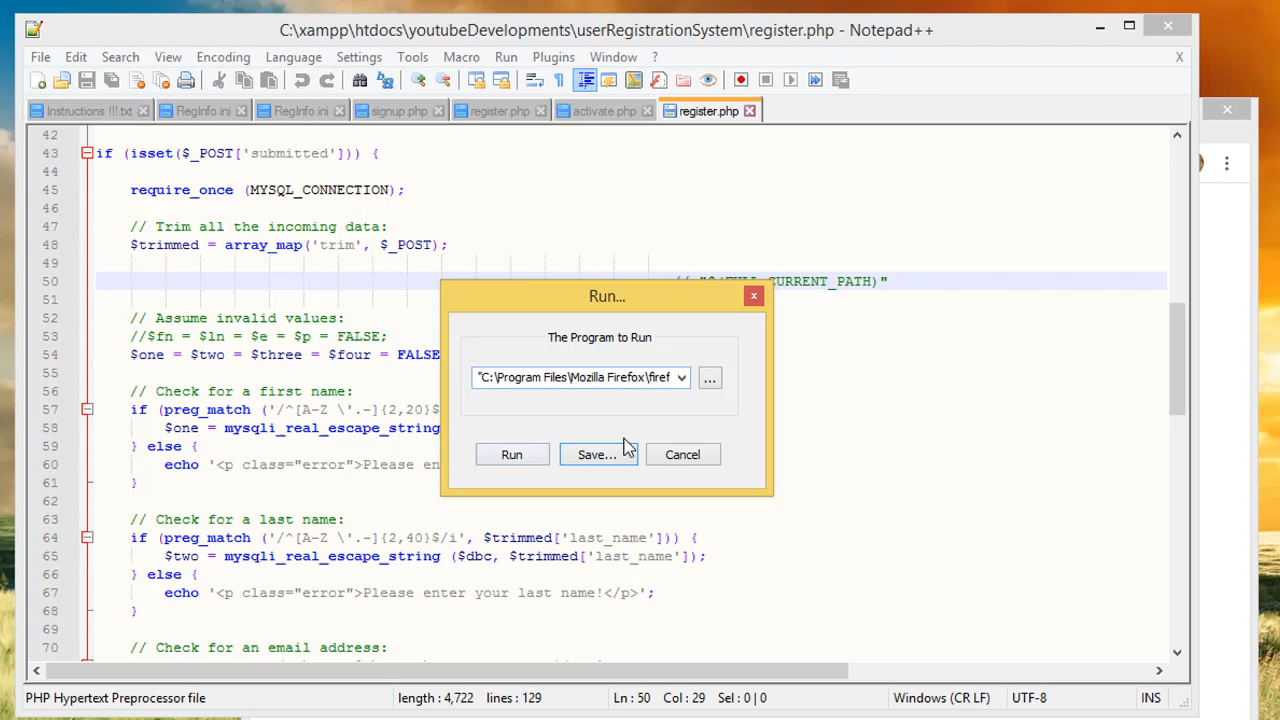 C:\xampp\htdocs\youtubeDevelopments\userRegistrationSystem\register.php - Notepad++
File Edit Search View Encoding Language Settings Tools Macro Run Plugins Window ? X
Instructions !!!.txt RegInfo.ini RegInfo.ini signup.php register.php activate.php register.php
42
43 if (isset($_POST['submitted'])) {
44
45 require_once (MYSQL_CONNECTION);
46
47 // Trim all the incoming data:
48 $trimmed = array_map('trim', $_POST);
49
50 CURRENT_PATH)"
51
52 // Assume invalid values:
53 //$fn = $ln = $e = $p = FALSE;
54 $one = $two = $three = $four = FALSE
55
56 // Check for a first name:
57 if (preg_match ('/^[A-Z \'.-]{2,20}$
58 $one = mysqli_real_escape_string
59 } else {
60 echo '<p class="error">Please en
61 }
62
63 // Check for a last name:
64 if (preg_match ('/^[A-Z \'.-]{2,40}$/i', $trimmed['last_name'])) {
65 $two = mysqli_real_escape_string ($dbc, $trimmed['last_name']);
66 } else {
67 echo '<p class="error">Please enter your last name!</p>';
68 }
69
70 // Check for an email address:
Run...
The Program to Run
"C:\Program Files\Mozilla Firefox\firef
...
Run Save... Cancel
PHP Hypertext Preprocessor file length : 4,722 lines : 129 Ln : 50 Col : 29 Sel : 0 | 0 Windows (CR LF) UTF-8 INS